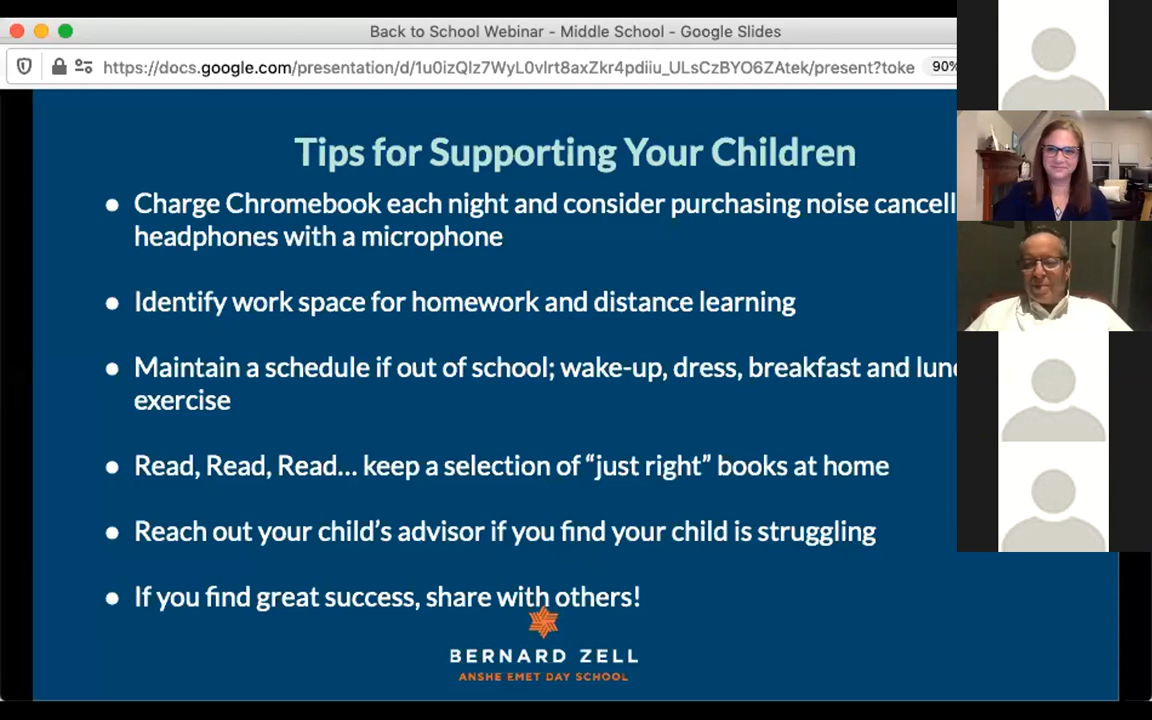 Back to School Webinar - Middle School - Google Slides
https://docs.google.com/presentation/d/1u0izQlz7WyL0vlrt8axZkr4pdiiu_ULsCzBYO6ZAtek/present?toke 90%
Tips for Supporting Your Children
● Charge Chromebook each night and consider purchasing noise cancell
headphones with a microphone
● Identify work space for homework and distance learning
● Maintain a schedule if out of school; wake-up, dress, breakfast and lunc
exercise
● Read, Read, Read... keep a selection of “just right” books at home
● Reach out your child’s advisor if you find your child is struggling
● If you find great success, share with others!
BERNARD ZELL
ANSHE EMET DAY SCHOOL